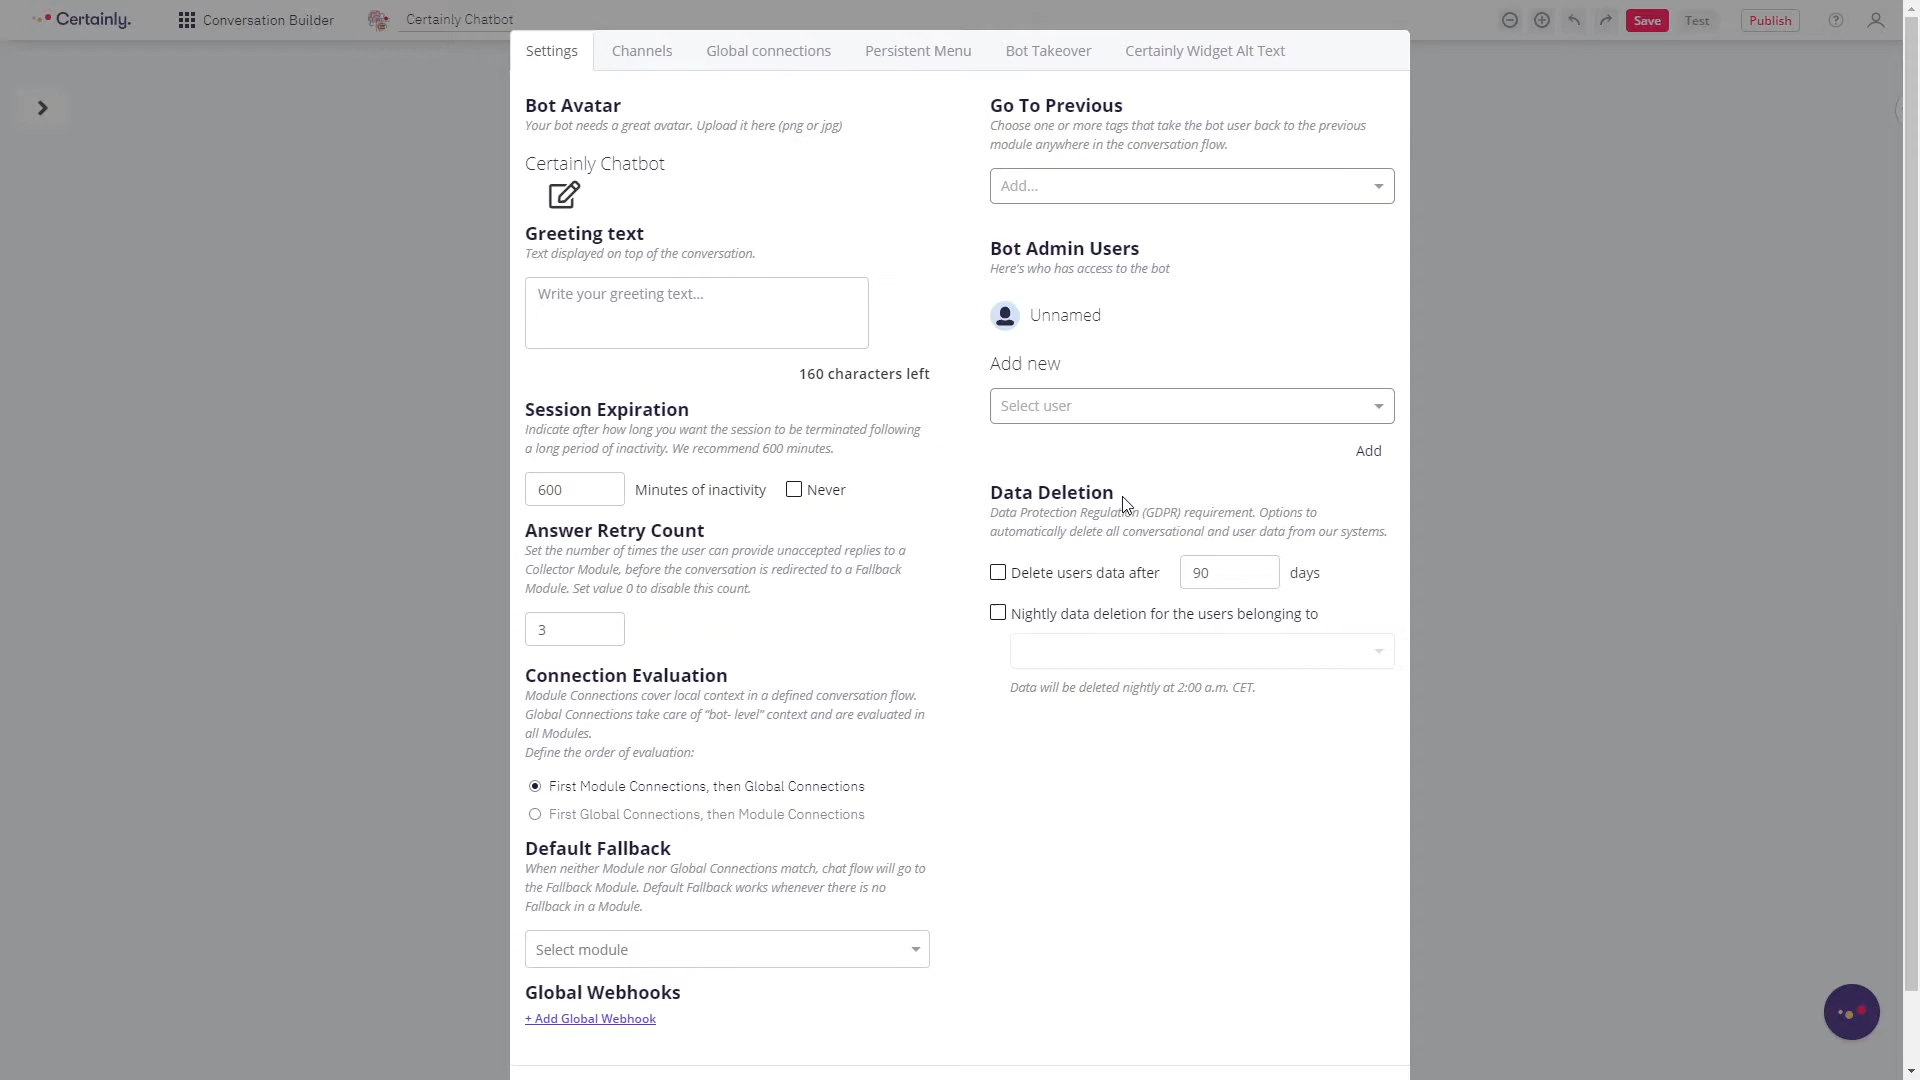 Certainly.
Conversation Builder
Certainly Chatbot
Save
Test
Publish
Settings
Channels
Global connections
Persistent Menu
Bot Takeover
Certainly Widget Alt Text
Bot Avatar
Your bot needs a great avatar. Upload it here (png or jpg)
Certainly Chatbot
Greeting text
Text displayed on top of the conversation.
Write your greeting text...
160 characters left
Session Expiration
Indicate after how long you want the session to be terminated following
a long period of inactivity. We recommend 600 minutes.
600 Minutes of inactivity Never
Answer Retry Count
Set the number of times the user can provide unaccepted replies to a
Collector Module, before the conversation is redirected to a Fallback
Module. Set value 0 to disable this count.
3
Connection Evaluation
Module Connections cover local context in a defined conversation flow.
Global Connections take care of “bot- level” context and are evaluated in
all Modules.
Define the order of evaluation:
First Module Connections, then Global Connections
First Global Connections, then Module Connections
Default Fallback
When neither Module nor Global Connections match, chat flow will go to
the Fallback Module. Default Fallback works whenever there is no
Fallback in a Module.
Select module
Global Webhooks
+ Add Global Webhook
Go To Previous
Choose one or more tags that take the bot user back to the previous
module anywhere in the conversation flow.
Add...
Bot Admin Users
Here's who has access to the bot
Unnamed
Add new
Select user
Add
Data Deletion
Data Protection Regulation (GDPR) requirement. Options to
automatically delete all conversational and user data from our systems.
Delete users data after 90 days
Nightly data deletion for the users belonging to
Data will be deleted nightly at 2:00 a.m. CET.